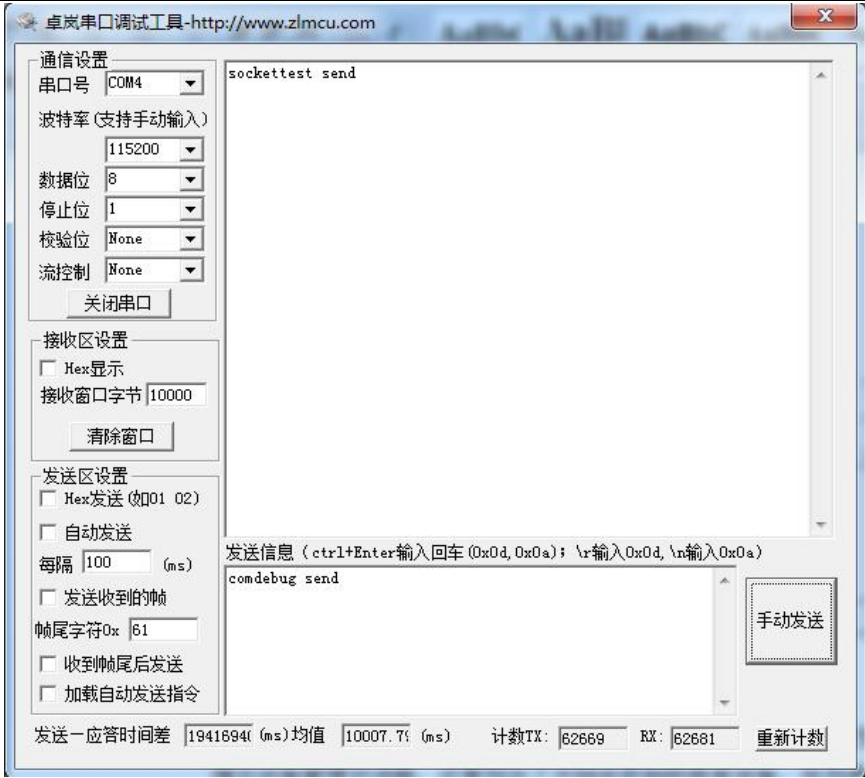 卓岚串口调试工具-http://www.zlmcu.com
通信设置
串口号 COM4
波特率(支持手动输入)
115200
数据位 8
停止位 1
校验位 None
流控制 None
关闭串口
接收区设置
Hex显示
接收窗口字节 10000
清除窗口
发送区设置
Hex发送(如01 02)
自动发送
每隔 100 (ms)
发送收到的帧
帧尾字符0x 61
收到帧尾后发送
加载自动发送指令
sockettest send
发送信息(ctrl+Enter输入回车(0x0d,0x0a); \r输入0x0d,\n输入0x0a)
comdebug send
手动发送
发送—应答时间差 1941694 (ms)均值 10007.7 (ms) 计数TX: 62669 RX: 62681 重新计数